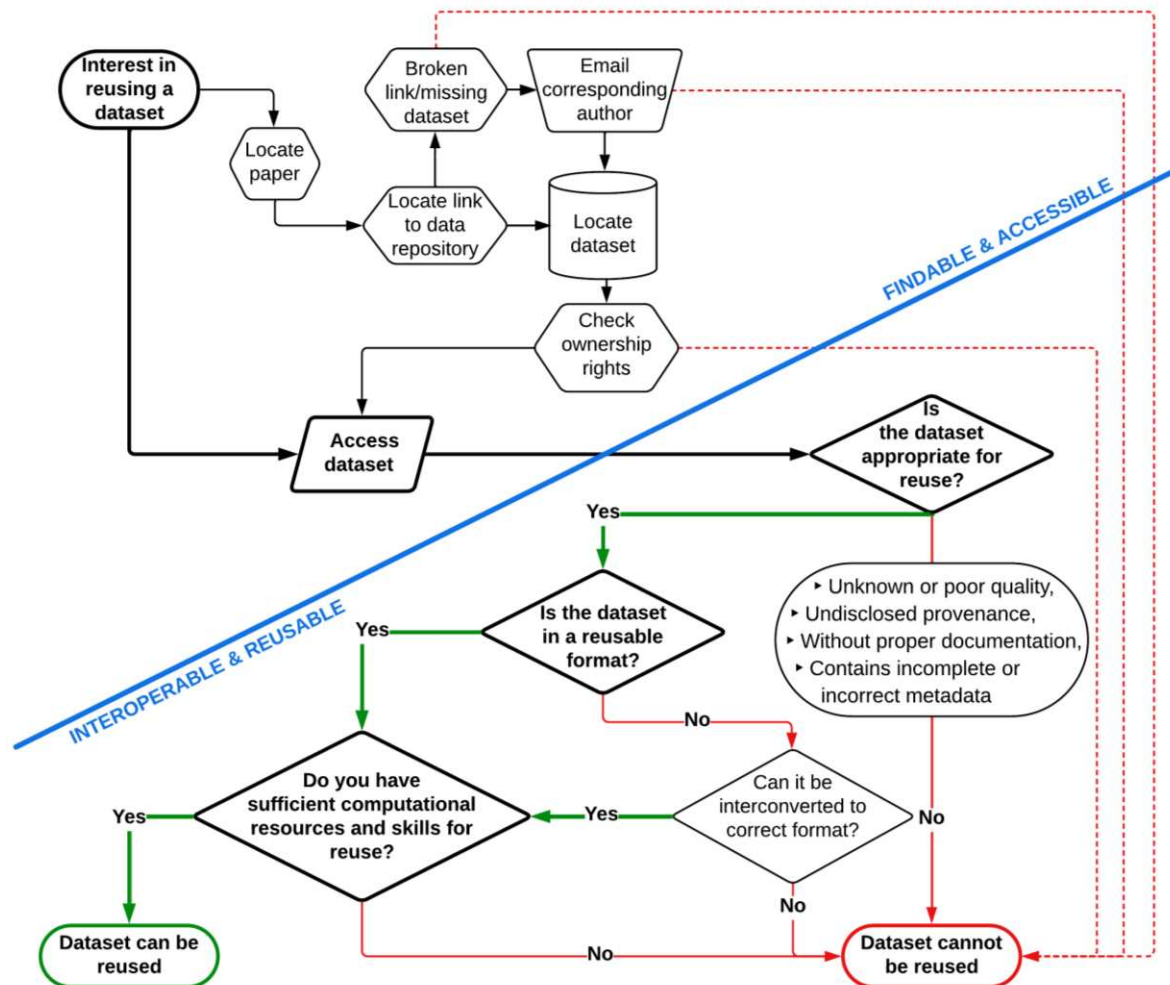 Interest in
reusing a
dataset
Locate
paper
Broken
link/missing
dataset
Email
corresponding
author
Locate link
to data
repository
Locate
dataset
Check
ownership
rights
FINDABLE & ACCESSIBLE
INTEROPERABLE & REUSABLE
Access
dataset
Is
the dataset
appropriate for
reuse?
Yes
‣ Unknown or poor quality,
‣ Undisclosed provenance,
‣ Without proper documentation,
‣ Contains incomplete or
incorrect metadata
No
Is the dataset
in a reusable
format?
Yes
No
Can it be
interconverted to
correct format?
Yes
No
Do you have
sufficient computational
resources and skills for
reuse?
Yes
No
Dataset can be
reused
Dataset cannot
be reused